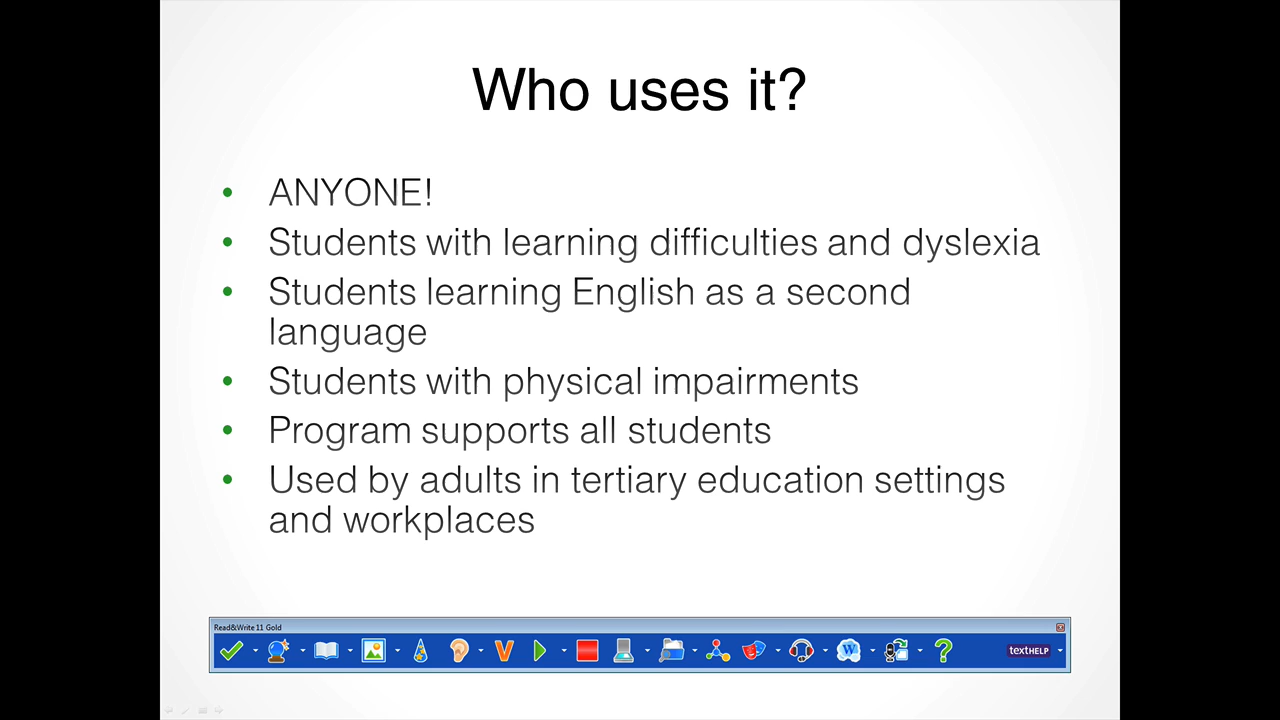 Who uses it?
• ANYONE!
• Students with learning difficulties and dyslexia
• Students learning English as a second
language
• Students with physical impairments
• Program supports all students
• Used by adults in tertiary education settings
and workplaces
Read&Write 11 Gold
V
W
?
textHELP